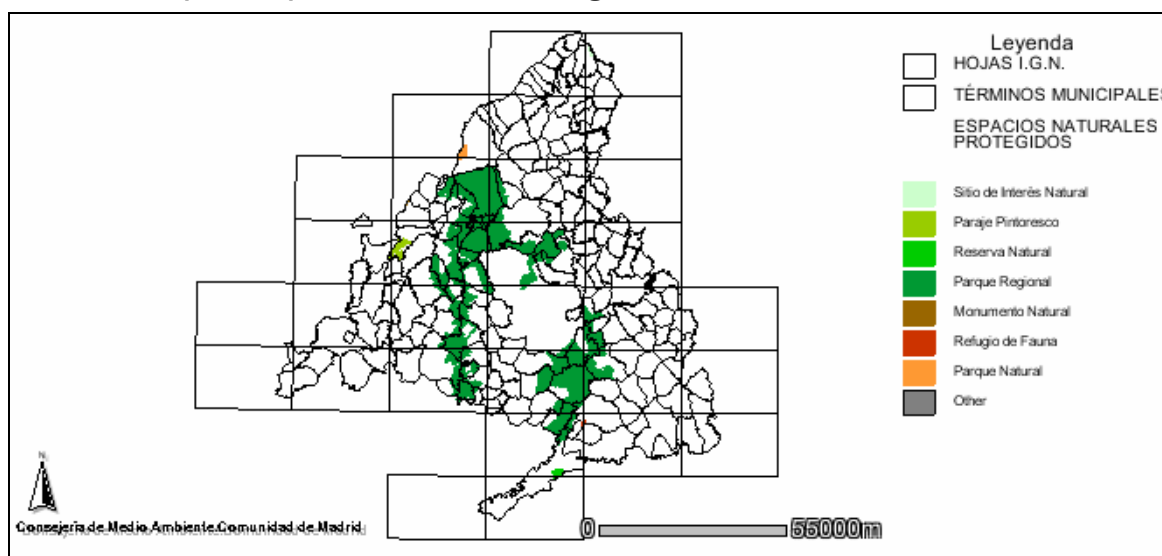 Leyenda
HOJAS I.G.N.
TÉRMINOS MUNICIPALES
ESPACIOS NATURALES
PROTEGIDOS
Sitio de Interés Natural
Paraje Pintoresco
Reserva Natural
Parque Regional
Monumento Natural
Refugio de Fauna
Parque Natural
Other
N
Consejería de Medio Ambiente.Comunidad de Madrid
0 55000m